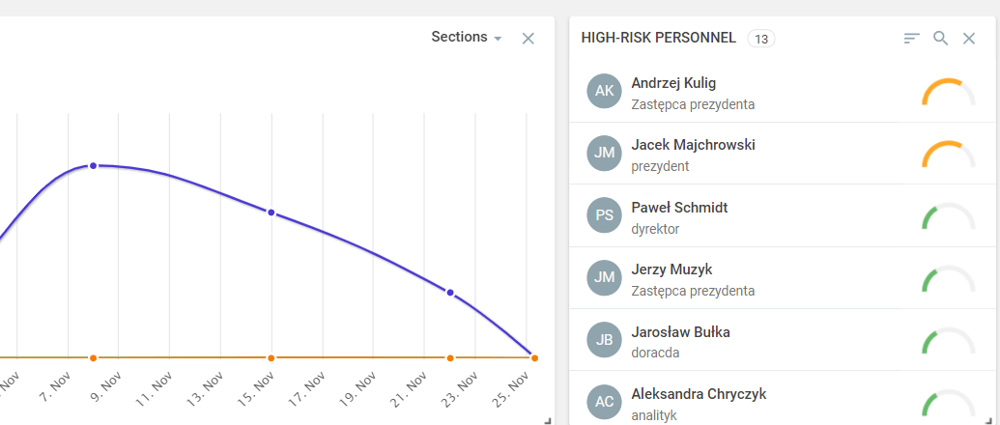 Sections
7. Nov
9. Nov
11. Nov
13. Nov
15. Nov
17. Nov
19. Nov
21. Nov
23. Nov
25. Nov
HIGH-RISK PERSONNEL 13
AK Andrzej Kulig
Zastępca prezydenta
JM Jacek Majchrowski
prezydent
PS Paweł Schmidt
dyrektor
JM Jerzy Muzyk
Zastępca prezydenta
JB Jarosław Bułka
doracda
AC Aleksandra Chryczyk
analityk